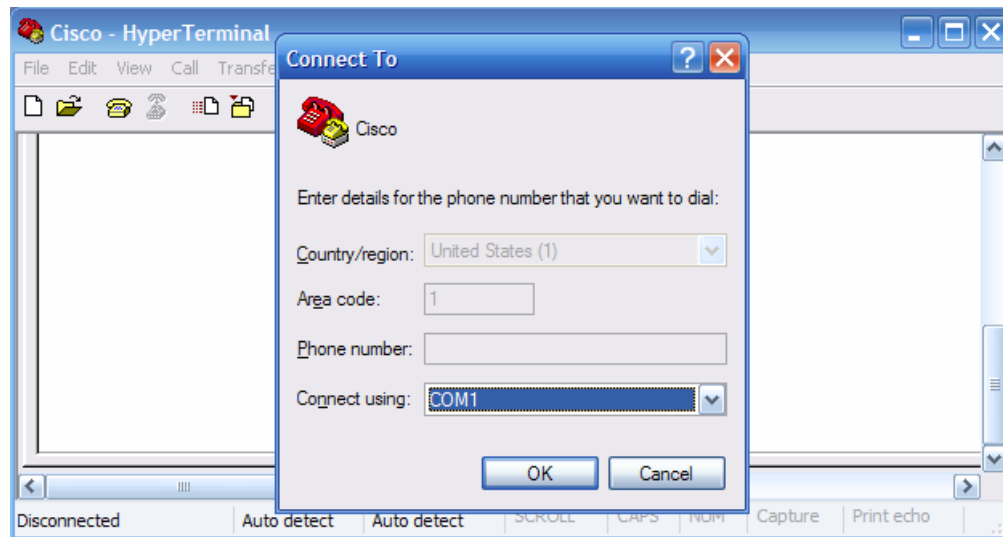 Cisco - HyperTerminal
File Edit View Call Transfe
Connect To
Cisco
Enter details for the phone number that you want to dial:
Country/region: United States (1)
Area code: 1
Phone number:
Connect using: COM1
OK Cancel
Disconnected Auto detect Auto detect SCROLL CAPS NUM Capture Print echo